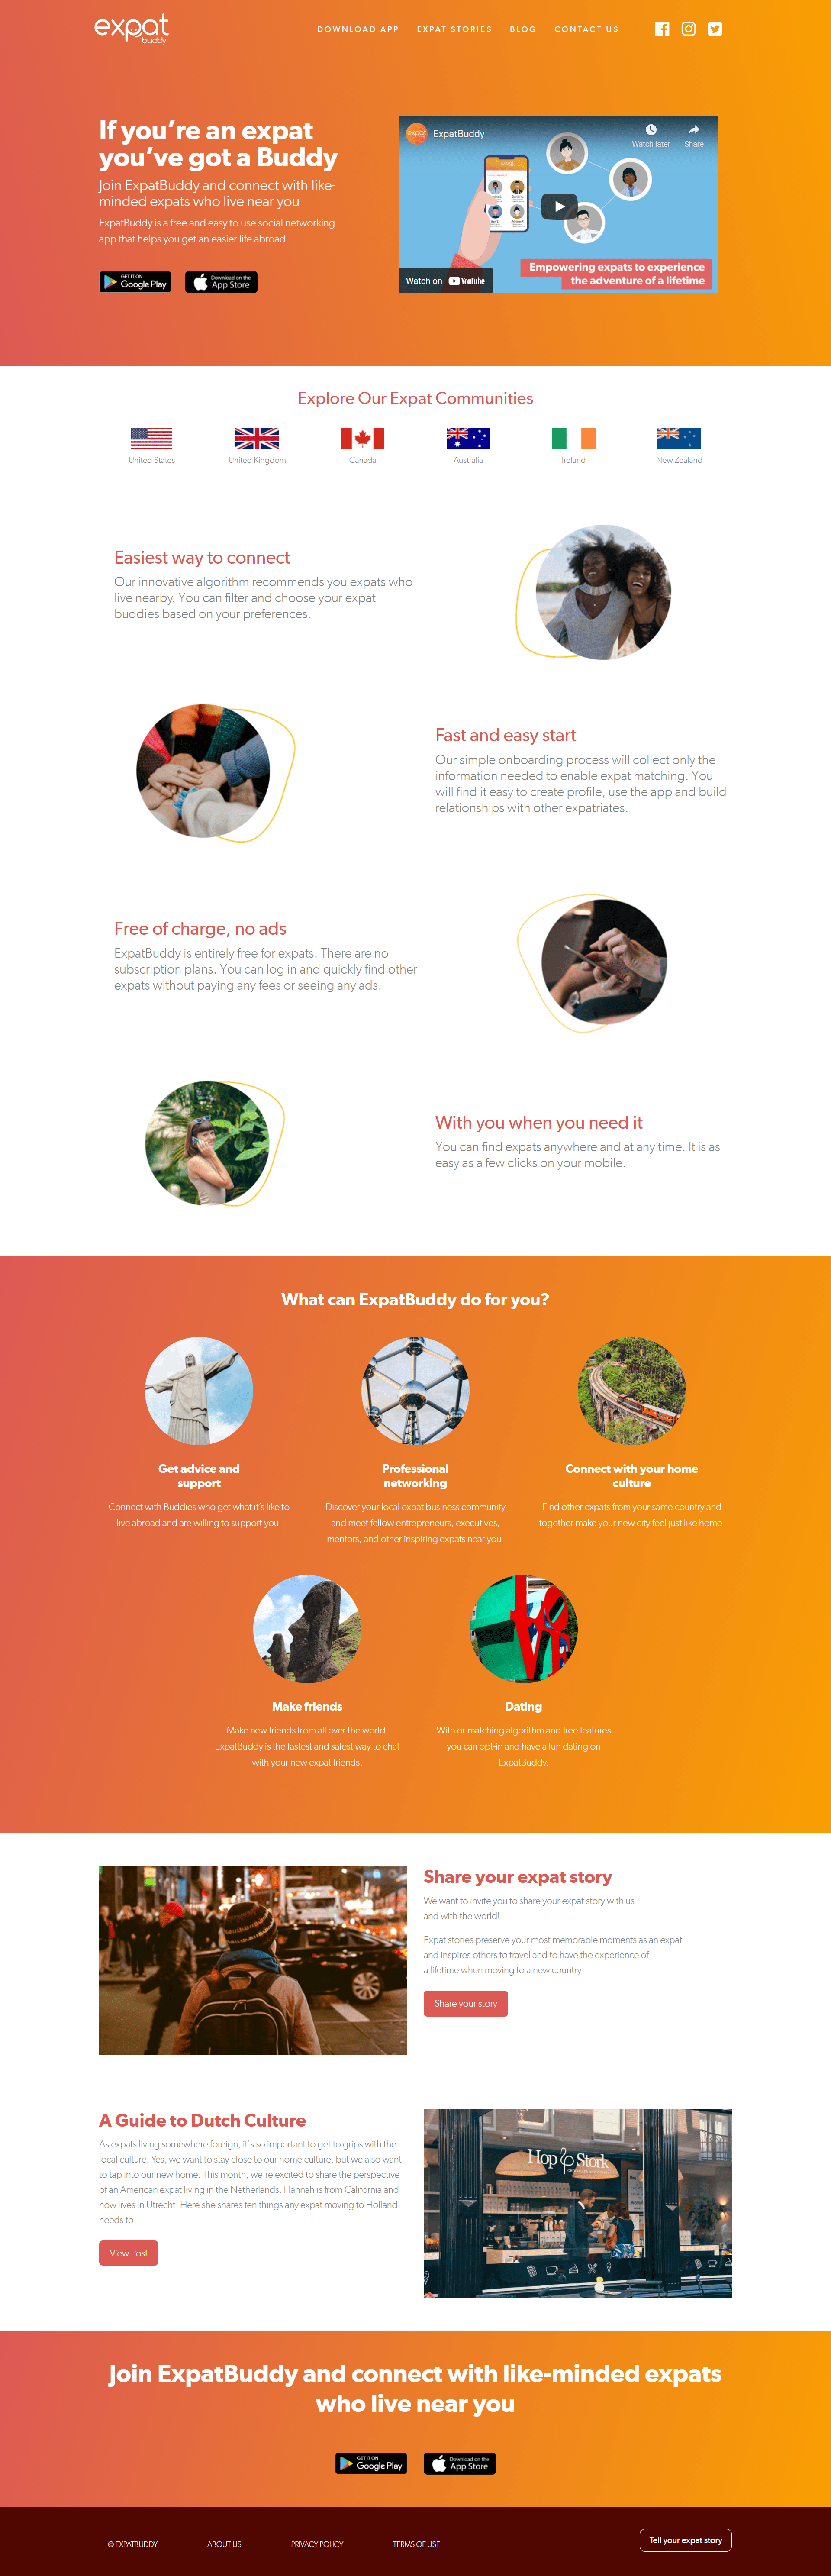 expat
buddy
DOWNLOAD APP EXPAT STORIES BLOG CONTACT US
If you're an expat
you've got a Buddy
Join ExpatBuddy and connect with like-
minded expats who live near you
ExpatBuddy is a free and easy to use social networking
app that helps you get an easier life abroad.
GET IT ON
Google Play
Download on the
App Store
expat
ExpatBuddy
Watch later
Share
Empowering expats to experience
the adventure of a lifetime
Watch on YouTube
Explore Our Expat Communities
United States
United Kingdom
Canada
Australia
Ireland
New Zealand
Easiest way to connect
Our innovative algorithm recommends you expats who
live nearby. You can filter and choose your expat
buddies based on your preferences.
Fast and easy start
Our simple onboarding process will collect only the
information needed to enable expat matching. You
will find it easy to create profile, use the app and build
relationships with other expatriates.
Free of charge, no ads
ExpatBuddy is entirely free for expats. There are no
subscription plans. You can log in and quickly find other
expats without paying any fees or seeing any ads.
With you when you need it
You can find expats anywhere and at any time. It is as
easy as a few clicks on your mobile.
What can ExpatBuddy do for you?
Get advice and
support
Connect with Buddies who get what it's like to
live abroad and are willing to support you.
Professional
networking
Discover your local expat business community
and meet fellow entrepreneurs, executives,
mentors, and other inspiring expats near you.
Connect with your home
culture
Find other expats from your same country and
together make your new city feel just like home.
Make friends
Make new friends from all over the world.
ExpatBuddy is the fastest and safest way to chat
with your new expat friends.
Dating
With or matching algorithm and free features
you can opt-in and have a fun dating on
ExpatBuddy.
Share your expat story
We want to invite you to share your expat story with us
and with the world!
Expat stories preserve your most memorable moments as an expat
and inspires others to travel and to have the experience of
a lifetime when moving to a new country.
Share your story
A Guide to Dutch Culture
As expats living somewhere foreign, it's so important to get to grips with the
local culture. Yes, we want to stay close to our home culture, but we also want
to tap into our new home. This month, we're excited to share the perspective
of an American expat living in the Netherlands. Hannah is from California and
now lives in Utrecht. Here she shares ten things any expat moving to Holland
needs to
View Post
Hop & Stork
Join ExpatBuddy and connect with like-minded expats
who live near you
GET IT ON
Google Play
Download on the
App Store
© EXPATBUDDY
ABOUT US
PRIVACY POLICY
TERMS OF USE
Tell your expat story